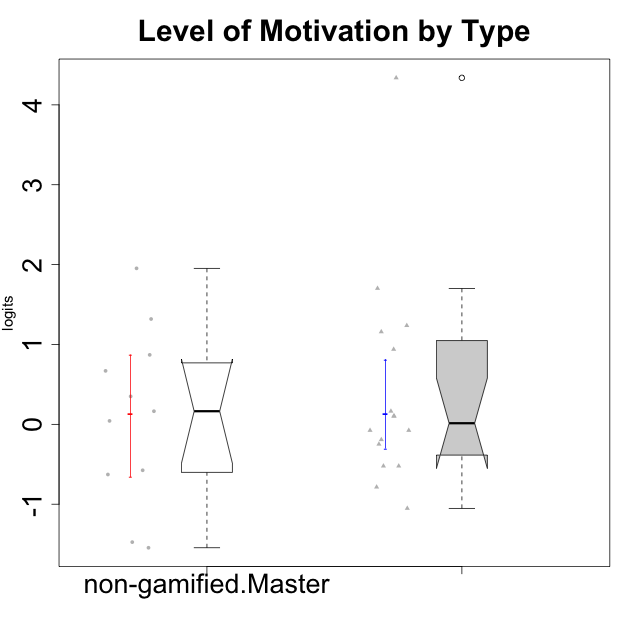 Level of Motivation by Type
4
3
2
1
0
-1
logits
non-gamified.Master